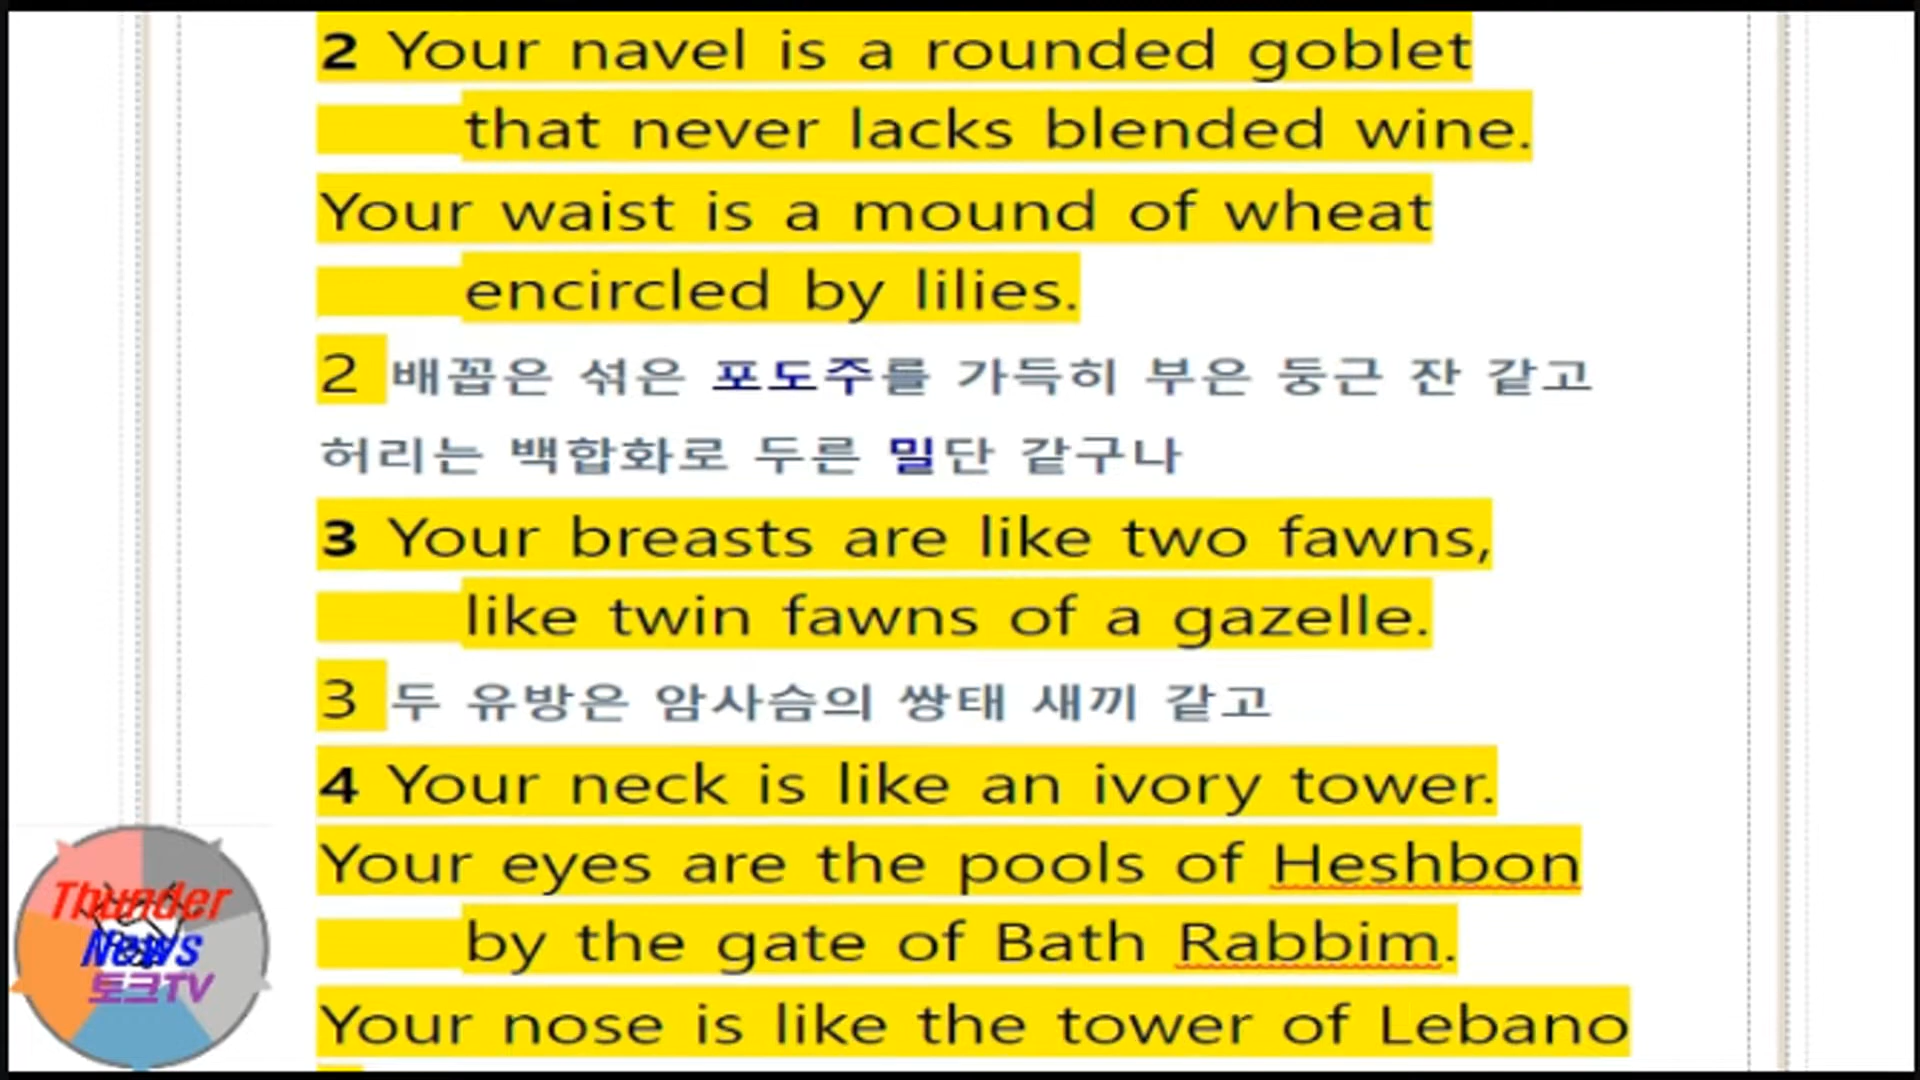 2 Your navel is a rounded goblet
that never lacks blended wine.
Your waist is a mound of wheat
encircled by lilies.
2 배꼽은 섞은 포도주를 가득히 부은 둥근 잔 같고
허리는 백합화로 두른 밀단 같구나
3 Your breasts are like two fawns,
like twin fawns of a gazelle.
3 두 유방은 암사슴의 쌍태 새끼 같고
4 Your neck is like an ivory tower.
Your eyes are the pools of Heshbon
by the gate of Bath Rabbim.
Your nose is like the tower of Lebano
Thunder
News
토크TV